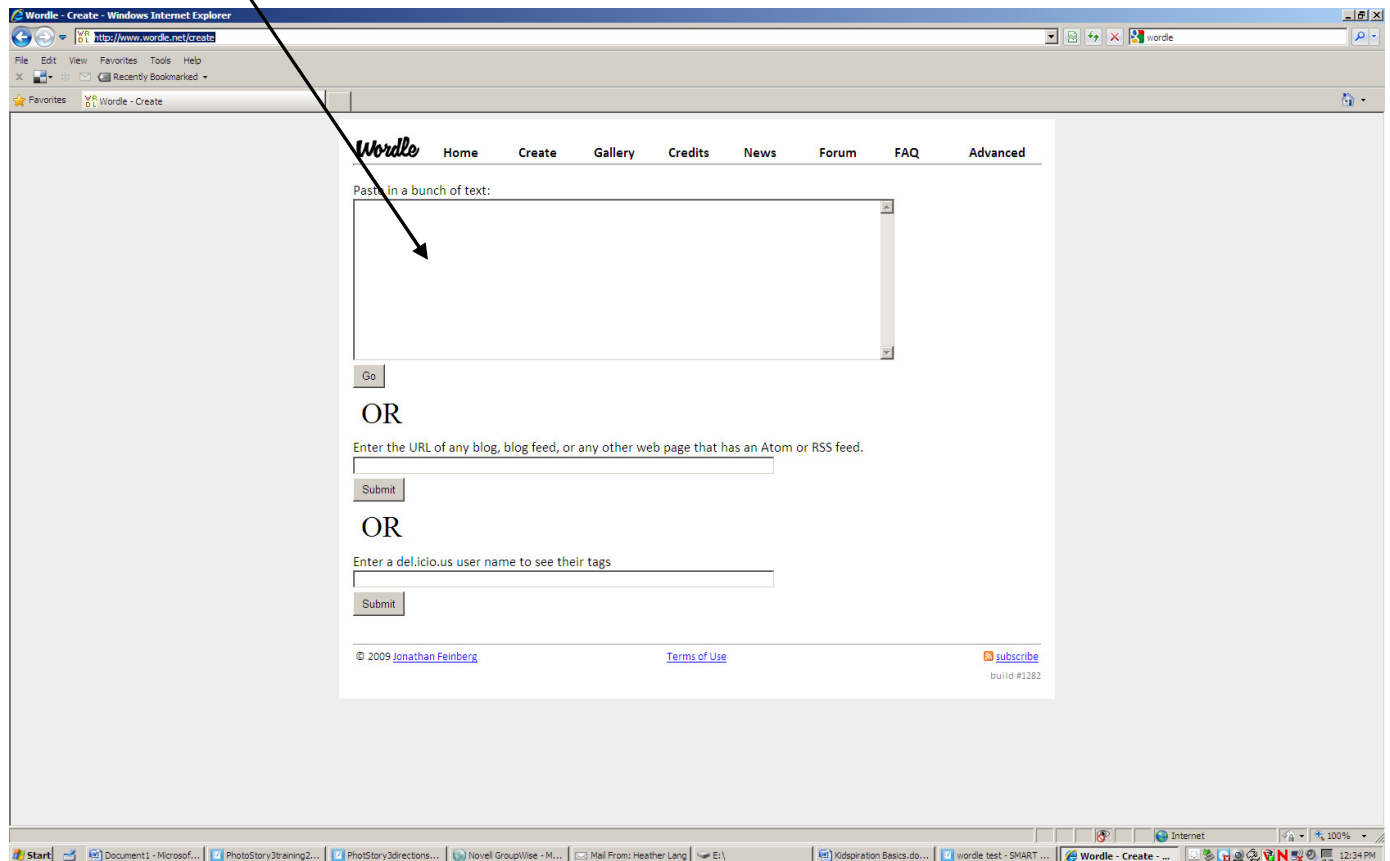 Wordle - Create - Windows Internet Explorer
http://www.wordle.net/create
wordle
File Edit View Favorites Tools Help
X Recently Bookmarked
Favorites Wordle - Create
Wordle Home Create Gallery Credits News Forum FAQ Advanced
Paste in a bunch of text:
Go
OR
Enter the URL of any blog, blog feed, or any other web page that has an Atom or RSS feed.
Submit
OR
Enter a del.icio.us user name to see their tags
Submit
© 2009 Jonathan Feinberg Terms of Use subscribe
build #1282
Internet 100%
Start Document1 - Microsof... PhotoStory3training2... PhotStory3directions... Novell GroupWise - M... Mail From: Heather Lang E:\ Kidspiration Basics.do... wordle test - SMART ... Wordle - Create - ... 12:34 PM